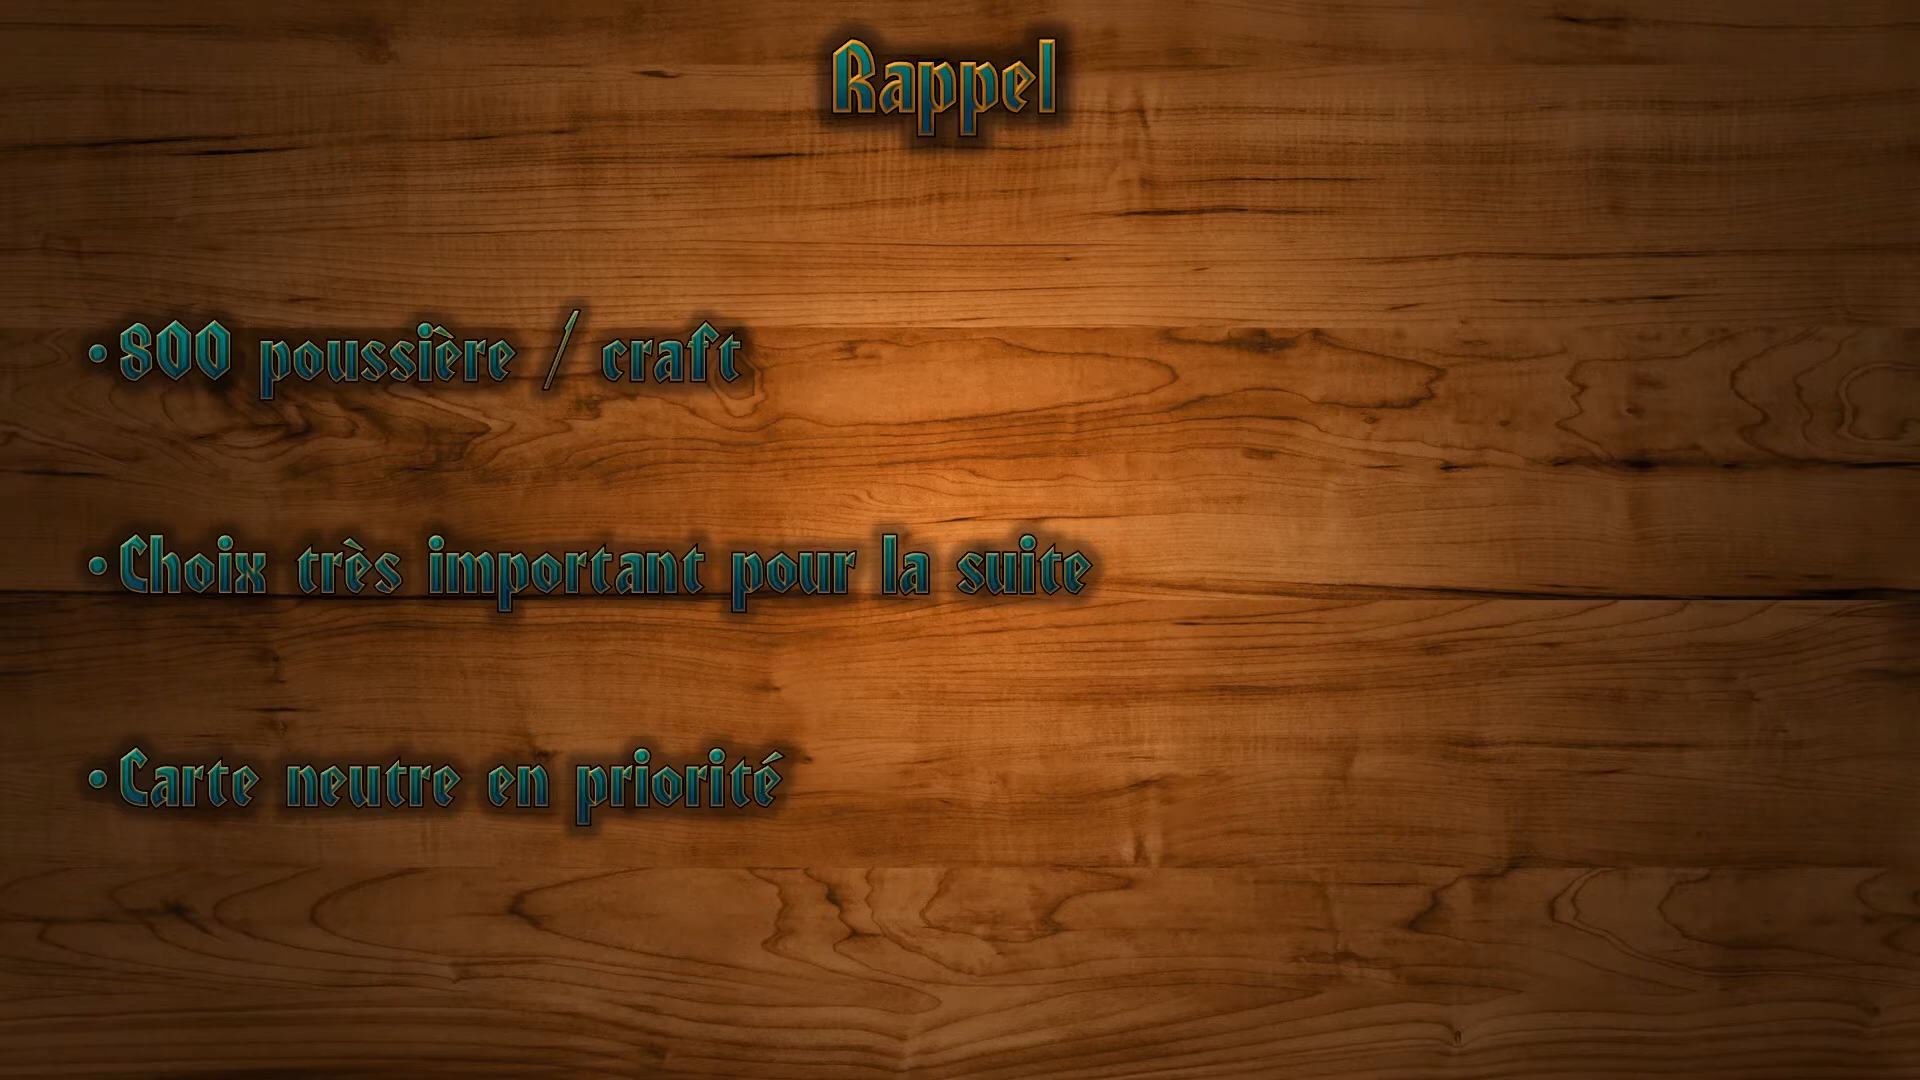 Rappel
•800 poussière / craft
•Choix très important pour la suite
•Carte neutre en priorité